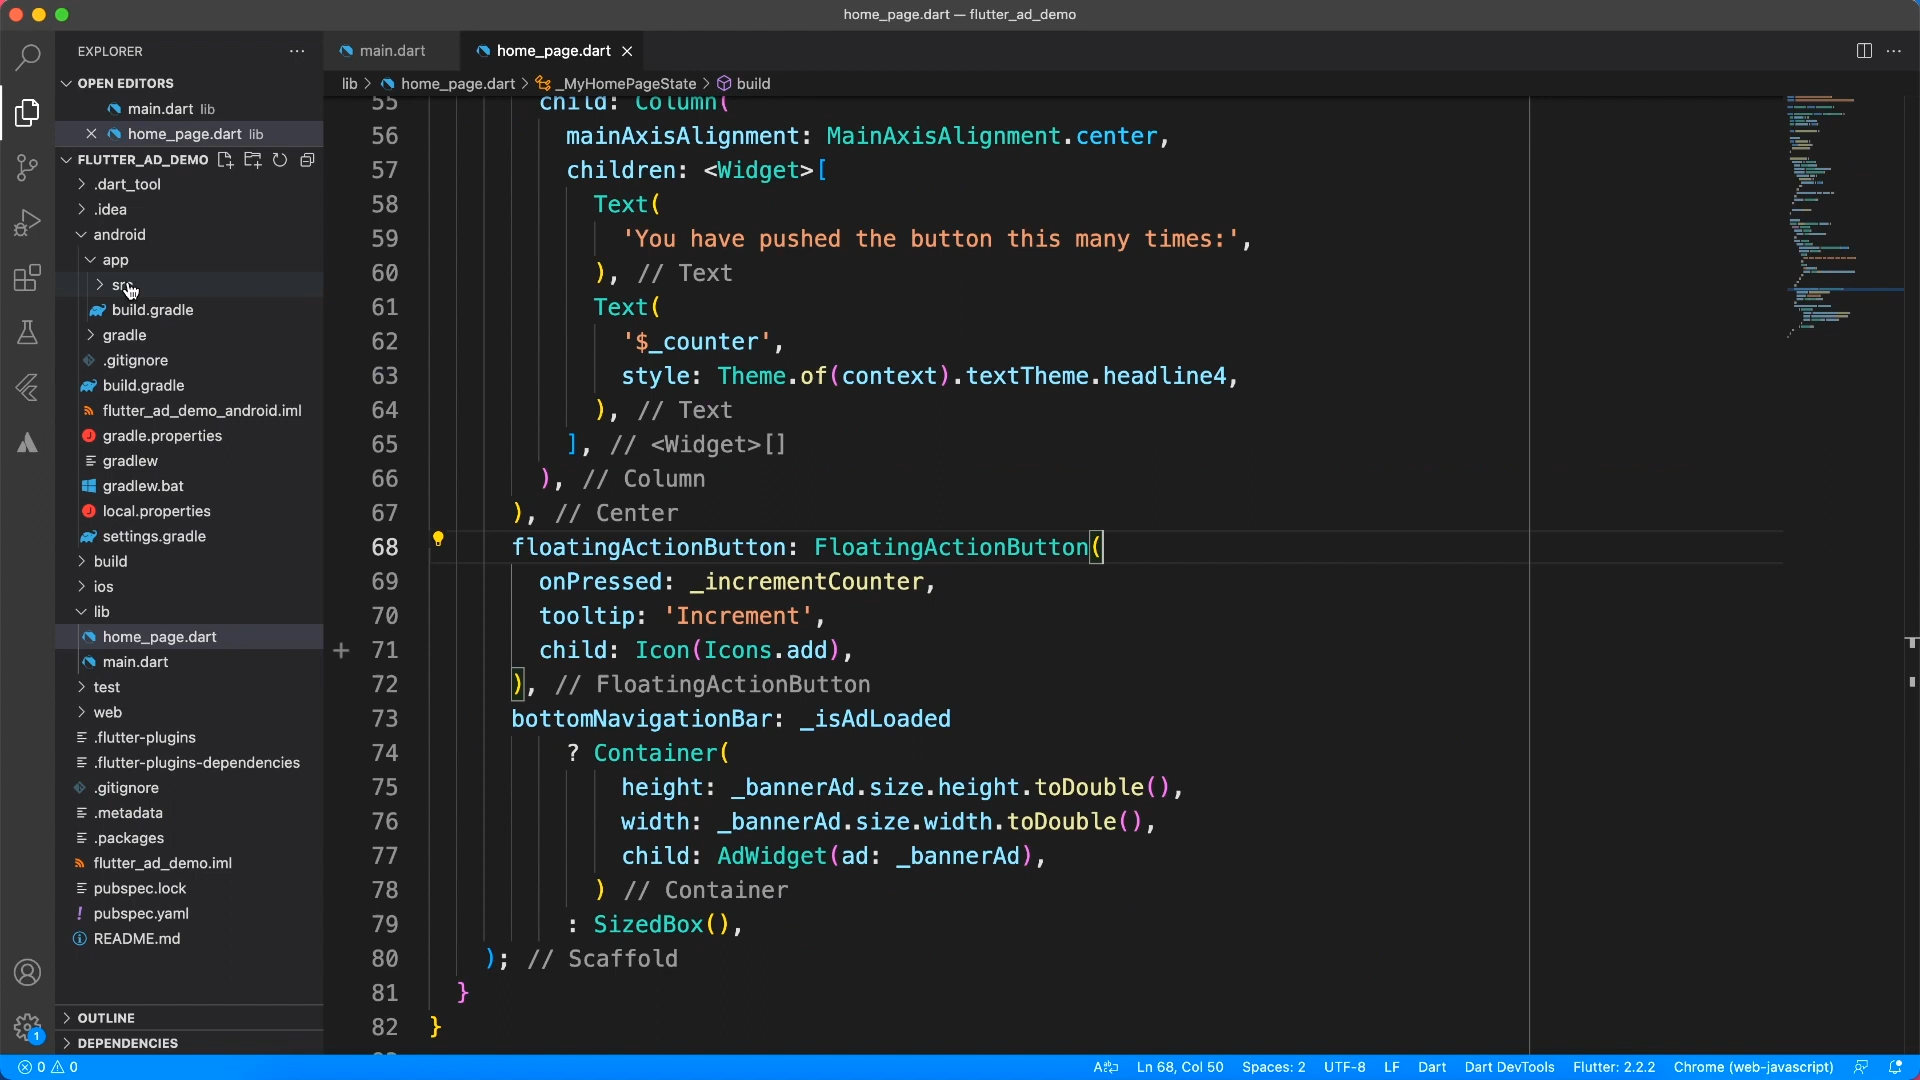 home_page.dart — flutter_ad_demo
EXPLORER
OPEN EDITORS
main.dart lib
home_page.dart lib
FLUTTER_AD_DEMO
.dart_tool
.idea
android
app
src
build.gradle
gradle
.gitignore
build.gradle
flutter_ad_demo_android.iml
gradle.properties
gradlew
gradlew.bat
local.properties
settings.gradle
build
ios
lib
home_page.dart
main.dart
test
web
.flutter-plugins
.flutter-plugins-dependencies
.gitignore
.metadata
.packages
flutter_ad_demo.iml
pubspec.lock
pubspec.yaml
README.md
OUTLINE
DEPENDENCIES
1
main.dart
home_page.dart
lib > home_page.dart > _MyHomePageState > build
55 child: Column(
56 mainAxisAlignment: MainAxisAlignment.center,
57 children: <Widget>[
58 Text(
59 'You have pushed the button this many times:',
60 ), // Text
61 Text(
62 '$_counter',
63 style: Theme.of(context).textTheme.headline4,
64 ), // Text
65 ], // <Widget>[]
66 ), // Column
67 ), // Center
68 floatingActionButton: FloatingActionButton(
69 onPressed: _incrementCounter,
70 tooltip: 'Increment',
71 child: Icon(Icons.add),
72 ), // FloatingActionButton
73 bottomNavigationBar: _isAdLoaded
74 ? Container(
75 height: _bannerAd.size.height.toDouble(),
76 width: _bannerAd.size.width.toDouble(),
77 child: AdWidget(ad: _bannerAd),
78 ) // Container
79 : SizedBox(),
80 ); // Scaffold
81 }
82 }
0 0 Ln 68, Col 50 Spaces: 2 UTF-8 LF Dart Dart DevTools Flutter: 2.2.2 Chrome (web-javascript)